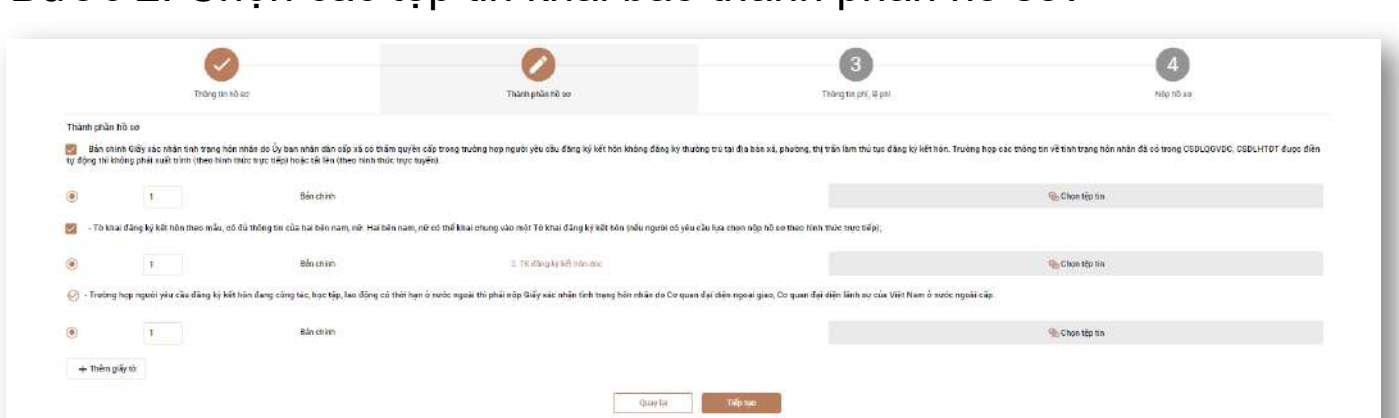 Bước 2: Chọn các tệp tin khai báo thành phần hồ sơ:
3
4
Thông tin hồ sơ
Thành phần hồ sơ
Thông tin phí, lệ phí
Nộp hồ sơ
Thành phần hồ sơ
Bản chính Giấy xác nhận tình trạng hôn nhân do Ủy ban nhân dân cấp xã có thẩm quyền cấp trong trường hợp người yêu cầu đăng ký kết hôn không đăng ký thường trú tại địa bàn xã, phường, thị trấn làm thủ tục đăng ký kết hôn. Trường hợp các thông tin về tình trạng hôn nhân đã có trong CSDLQGVDC, CSDLHTĐT được điền
tự động thì không phải xuất trình (theo hình thức trực tiếp) hoặc tải lên (theo hình thức trực tuyến).
1 Bản chính Chọn tệp tin
- Tờ khai đăng ký kết hôn theo mẫu, có đủ thông tin của hai bên nam, nữ. Hai bên nam, nữ có thể khai chung vào một Tờ khai đăng ký kết hôn (nếu người có yêu cầu lựa chọn nộp hồ sơ theo hình thức trực tiếp);
1 Bản chính 2. TK đăng ký kết hôn.doc Chọn tệp tin
- Trường hợp người yêu cầu đăng ký kết hôn đang công tác, học tập, lao động có thời hạn ở nước ngoài thì phải nộp Giấy xác nhận tình trạng hôn nhân do Cơ quan đại diện ngoại giao, Cơ quan đại diện lãnh sự của Việt Nam ở nước ngoài cấp.
1 Bản chính Chọn tệp tin
+ Thêm giấy tờ
Quay lại
Tiếp tục